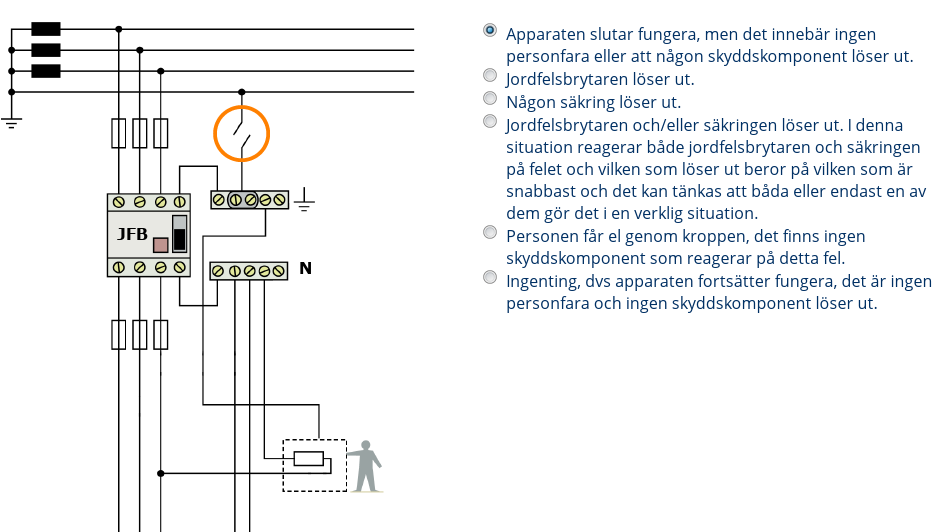 JFB
N
Apparaten slutar fungera, men det innebär ingen
personfara eller att någon skyddskomponent löser ut.
Jordfelsbrytaren löser ut.
Någon säkring löser ut.
Jordfelsbrytaren och/eller säkringen löser ut. I denna
situation reagerar både jordfelsbrytaren och säkringen
på felet och vilken som löser ut beror på vilken som är
snabbast och det kan tänkas att båda eller endast en av
dem gör det i en verklig situation.
Personen får el genom kroppen, det finns ingen
skyddskomponent som reagerar på detta fel.
Ingenting, dvs apparaten fortsätter fungera, det är ingen
personfara och ingen skyddskomponent löser ut.